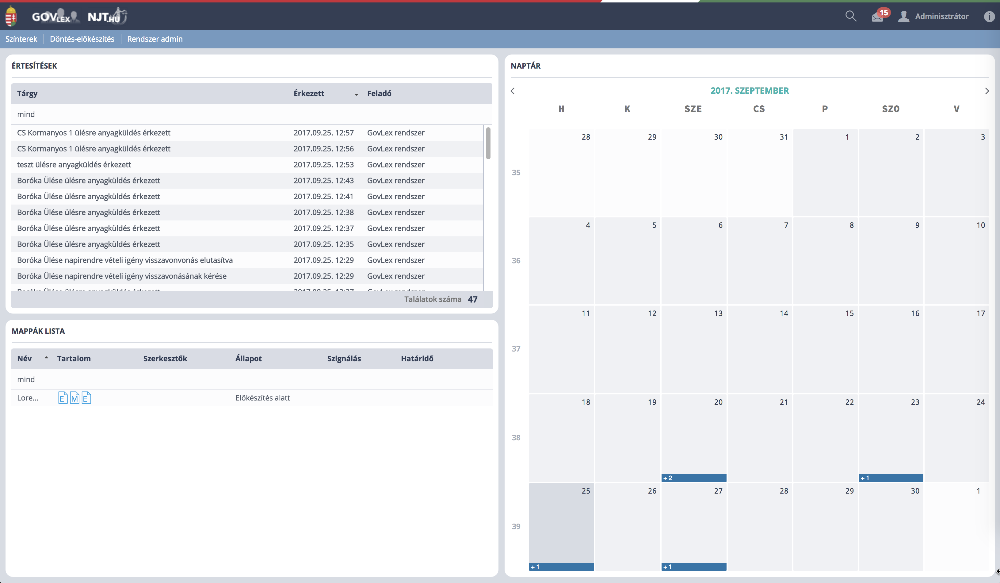 GOVLEX NJT.HU 15 Adminisztrátor i
Színterek Döntés-előkészítés Rendszer admin
ÉRTESÍTÉSEK
Tárgy Érkezett Feladó
mind
CS Kormanyos 1 ülésre anyagküldés érkezett 2017.09.25. 12:57 GovLex rendszer
CS Kormanyos 1 ülésre anyagküldés érkezett 2017.09.25. 12:56 GovLex rendszer
teszt ülésre anyagküldés érkezett 2017.09.25. 12:53 GovLex rendszer
Boróka Ülése ülésre anyagküldés érkezett 2017.09.25. 12:43 GovLex rendszer
Boróka Ülése ülésre anyagküldés érkezett 2017.09.25. 12:41 GovLex rendszer
Boróka Ülése ülésre anyagküldés érkezett 2017.09.25. 12:38 GovLex rendszer
Boróka Ülése ülésre anyagküldés érkezett 2017.09.25. 12:37 GovLex rendszer
Boróka Ülése ülésre anyagküldés érkezett 2017.09.25. 12:35 GovLex rendszer
Boróka Ülése napirendre vételi igény visszavonvonás elutasítva 2017.09.25. 12:29 GovLex rendszer
Boróka Ülése napirendre vételi igény visszavonásának kérése 2017.09.25. 12:29 GovLex rendszer
Találatok száma 47
MAPPÁK LISTA
Név Tartalom Szerkesztők Állapot Szignálás Határidő
mind
Lore... E M E Előkészítés alatt
NAPTÁR
2017. SZEPTEMBER
H K SZE CS P SZO V
28 29 30 31 1 2 3
35
4 5 6 7 8 9 10
36
11 12 13 14 15 16 17
37
18 19 20 21 22 23 24
38
+ 2 + 1
25 26 27 28 29 30 1
39
+ 1 + 1